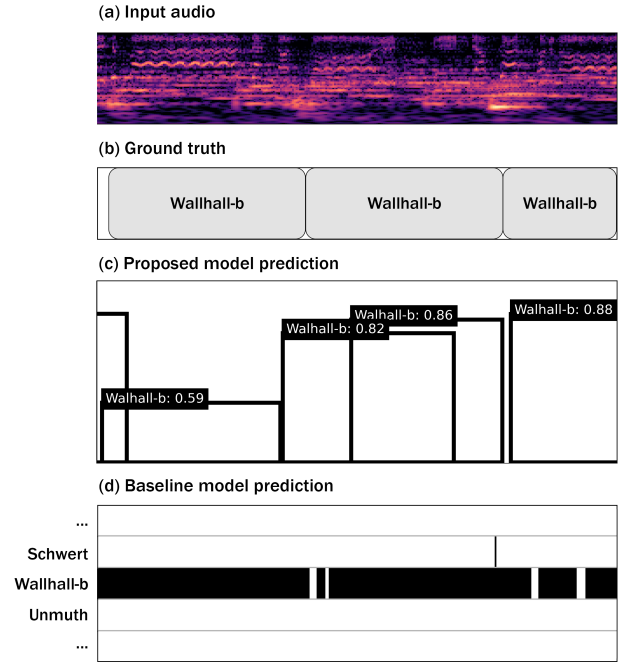 (a) Input audio
(b) Ground truth
Wallhall-b Wallhall-b Wallhall-b
(c) Proposed model prediction
Walhall-b: 0.88
Walhall-b: 0.86
Walhall-b: 0.82
Walhall-b: 0.59
(d) Baseline model prediction
...
Schwert
Wallhall-b
Unmuth
...